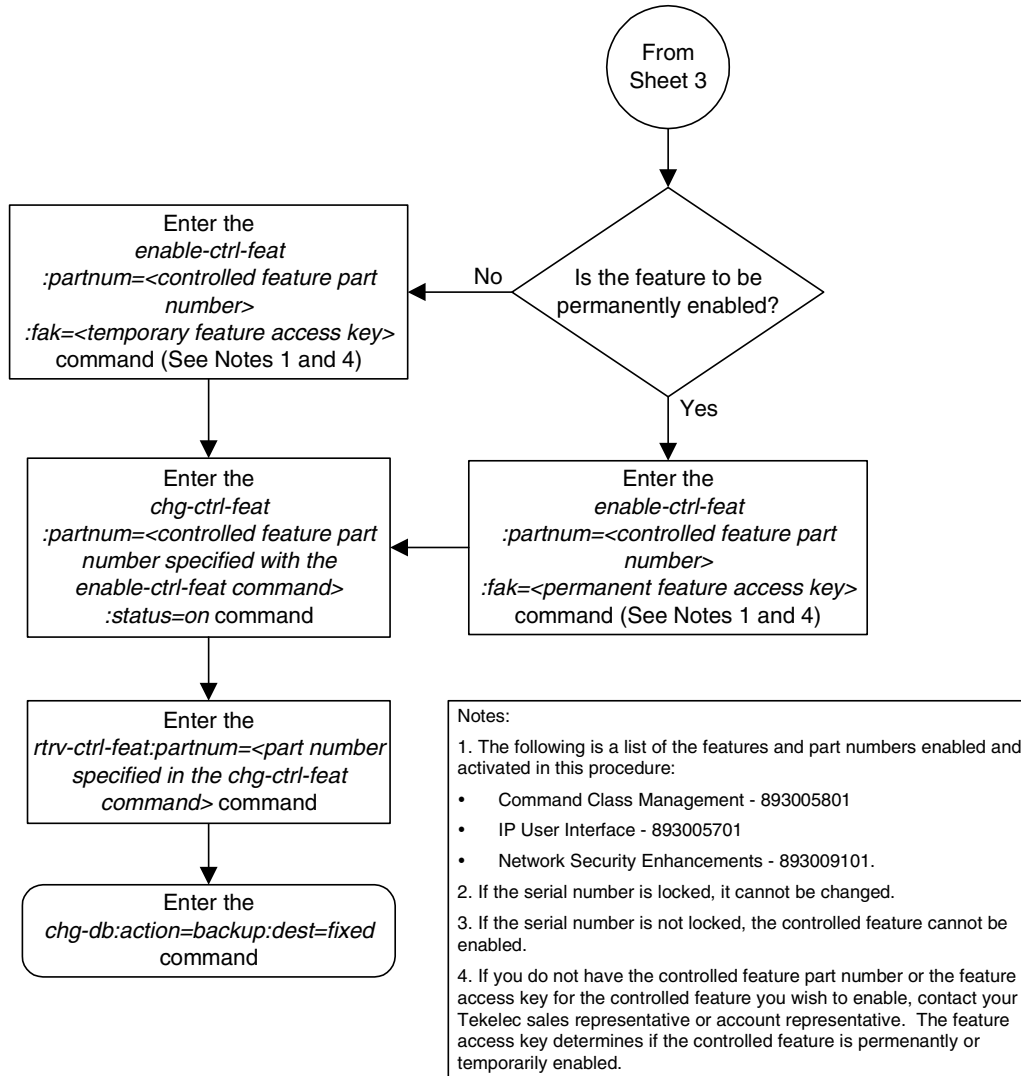 From
Sheet 3
Is the feature to be
permanently enabled?
No
Yes
Enter the
enable-ctrl-feat
:partnum=<controlled feature part
number>
:fak=<temporary feature access key>
command (See Notes 1 and 4)
Enter the
enable-ctrl-feat
:partnum=<controlled feature part
number>
:fak=<permanent feature access key>
command (See Notes 1 and 4)
Enter the
chg-ctrl-feat
:partnum=<controlled feature part
number specified with the
enable-ctrl-feat command>
:status=on command
Enter the
rtrv-ctrl-feat:partnum=<part number
specified in the chg-ctrl-feat
command> command
Enter the
chg-db:action=backup:dest=fixed
command
Notes:
1. The following is a list of the features and part numbers enabled and
activated in this procedure:
• Command Class Management - 893005801
• IP User Interface - 893005701
• Network Security Enhancements - 893009101.
2. If the serial number is locked, it cannot be changed.
3. If the serial number is not locked, the controlled feature cannot be
enabled.
4. If you do not have the controlled feature part number or the feature
access key for the controlled feature you wish to enable, contact your
Tekelec sales representative or account representative. The feature
access key determines if the controlled feature is permenantly or
temporarily enabled.